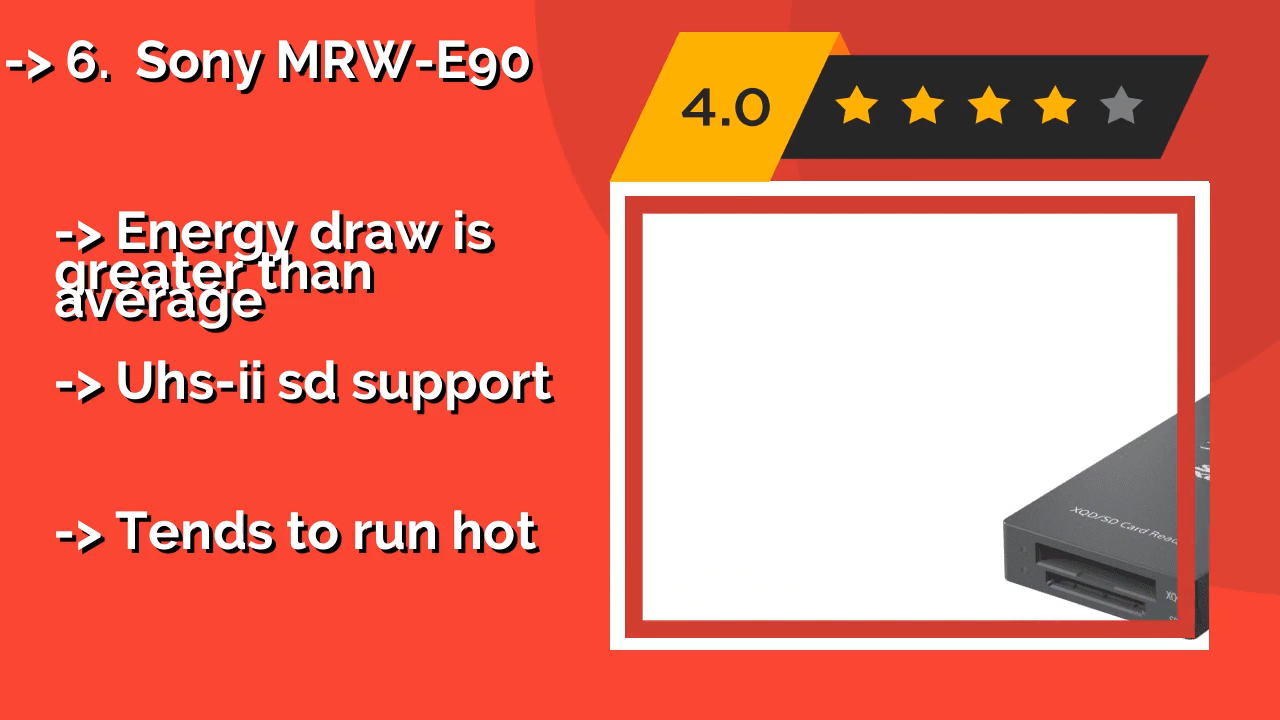 -> 6. Sony MRW-E90
4.0
-> Energy draw is
greater than
average
-> Uhs-ii sd support
-> Tends to run hot
XQD/SD Card